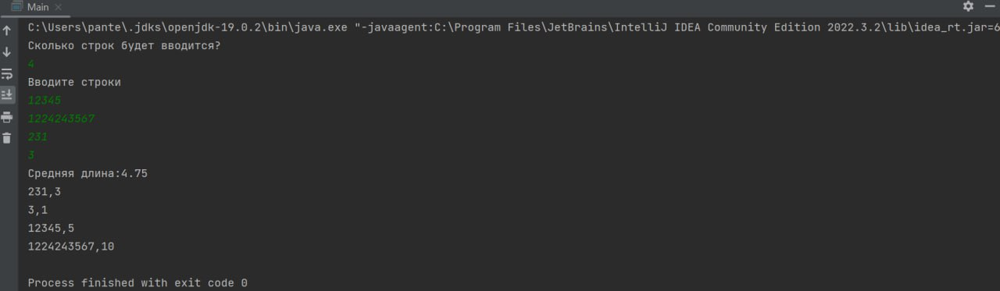 Main
C:\Users\pante\.jdks\openjdk-19.0.2\bin\java.exe "-javaagent:C:\Program Files\JetBrains\IntelliJ IDEA Community Edition 2022.3.2\lib\idea_rt.jar=6
Сколько строк будет вводится?
4
Вводите строки
12345
1224243567
231
3
Средняя длина:4.75
231,3
3,1
12345,5
1224243567,10
Process finished with exit code 0